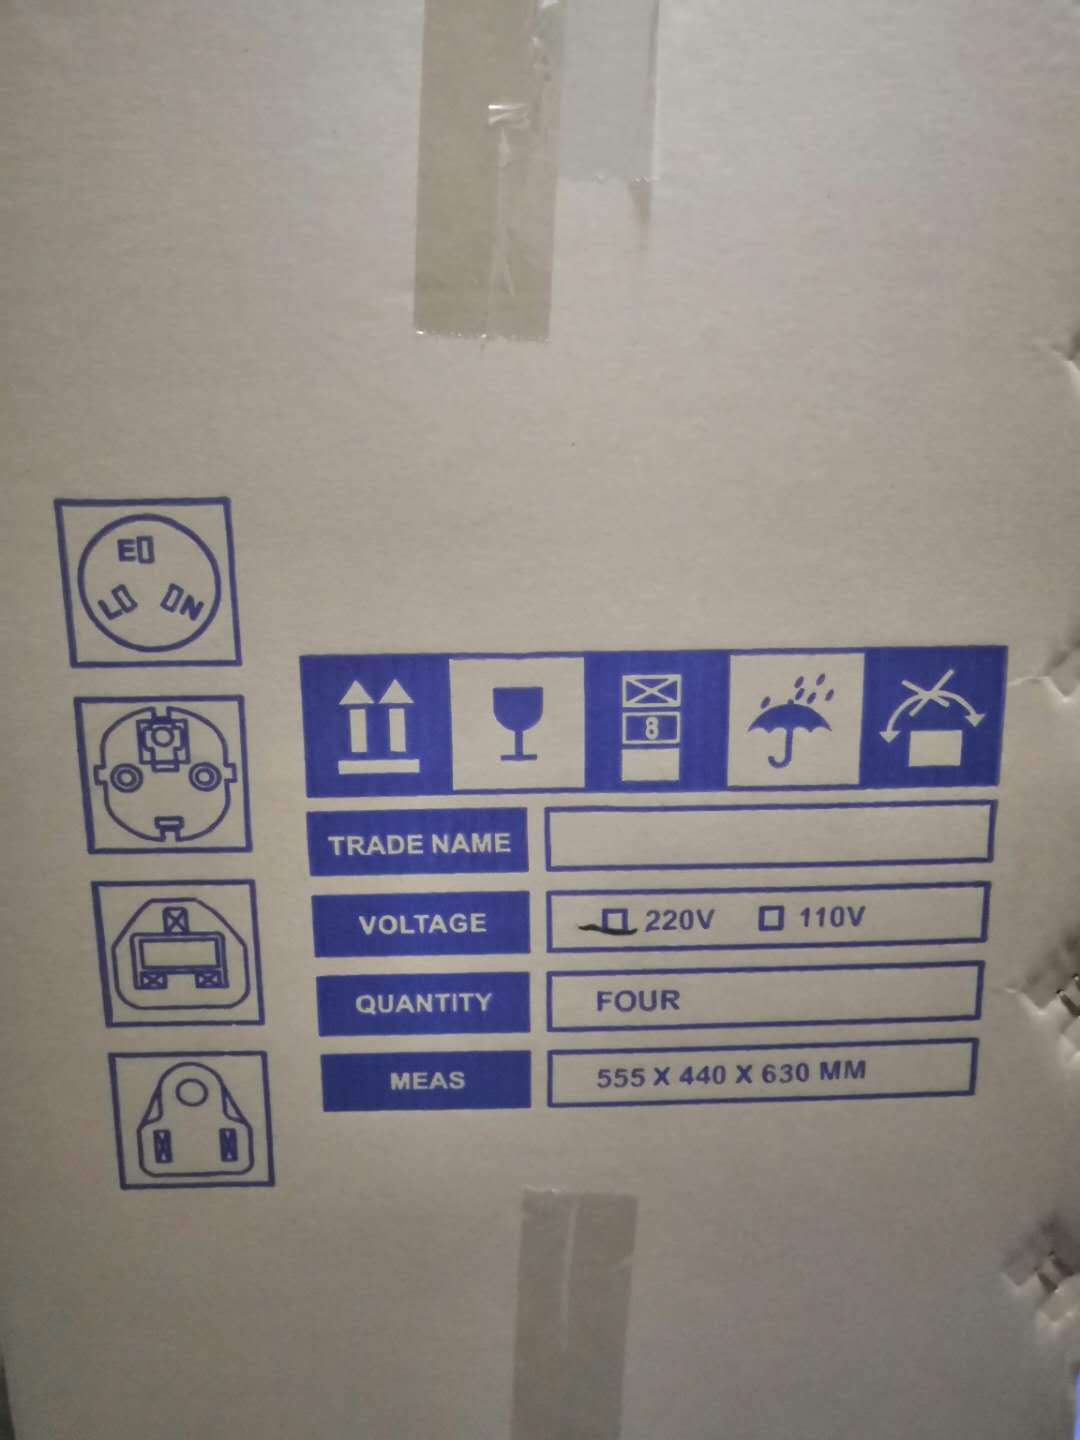 E
L N
8
TRADE NAME
VOLTAGE 220V 110V
QUANTITY FOUR
MEAS 555 X 440 X 630 MM